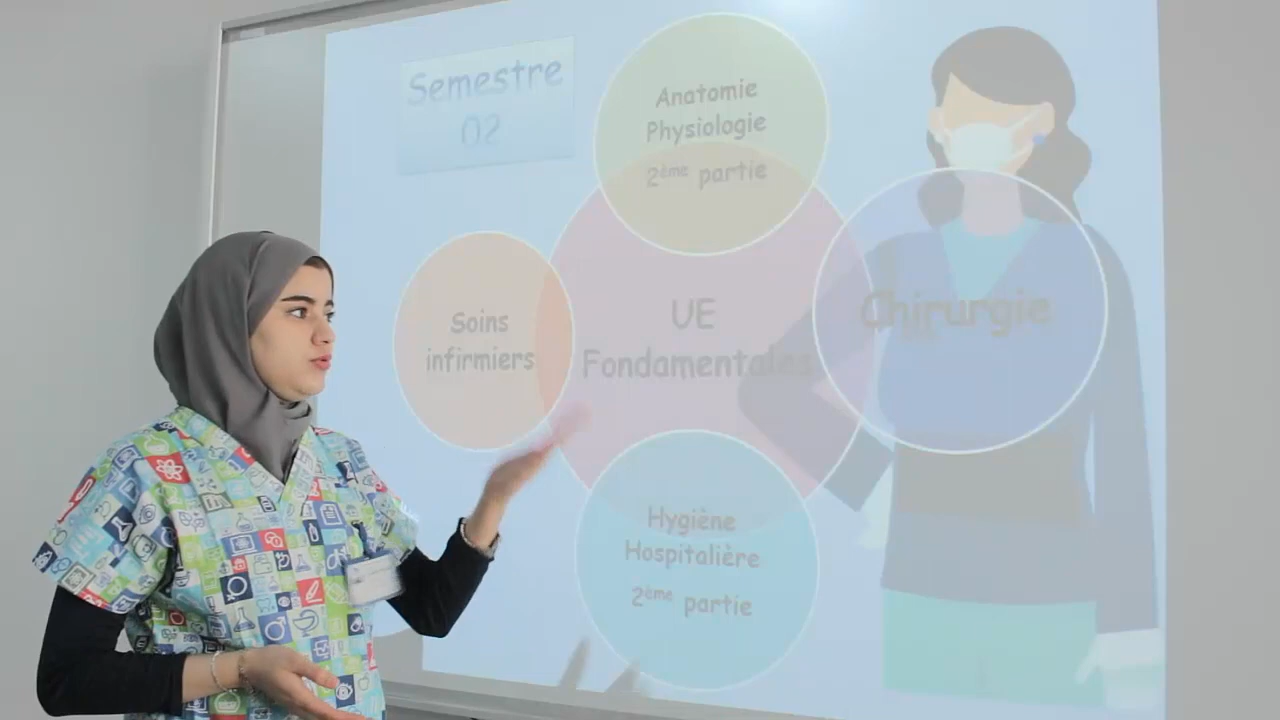 Semestre
02
Anatomie
Physiologie
2ème partie
Soins
infirmiers
UE
Fondamentales
Chirurgie
Hygiène
Hospitalière
2ème partie